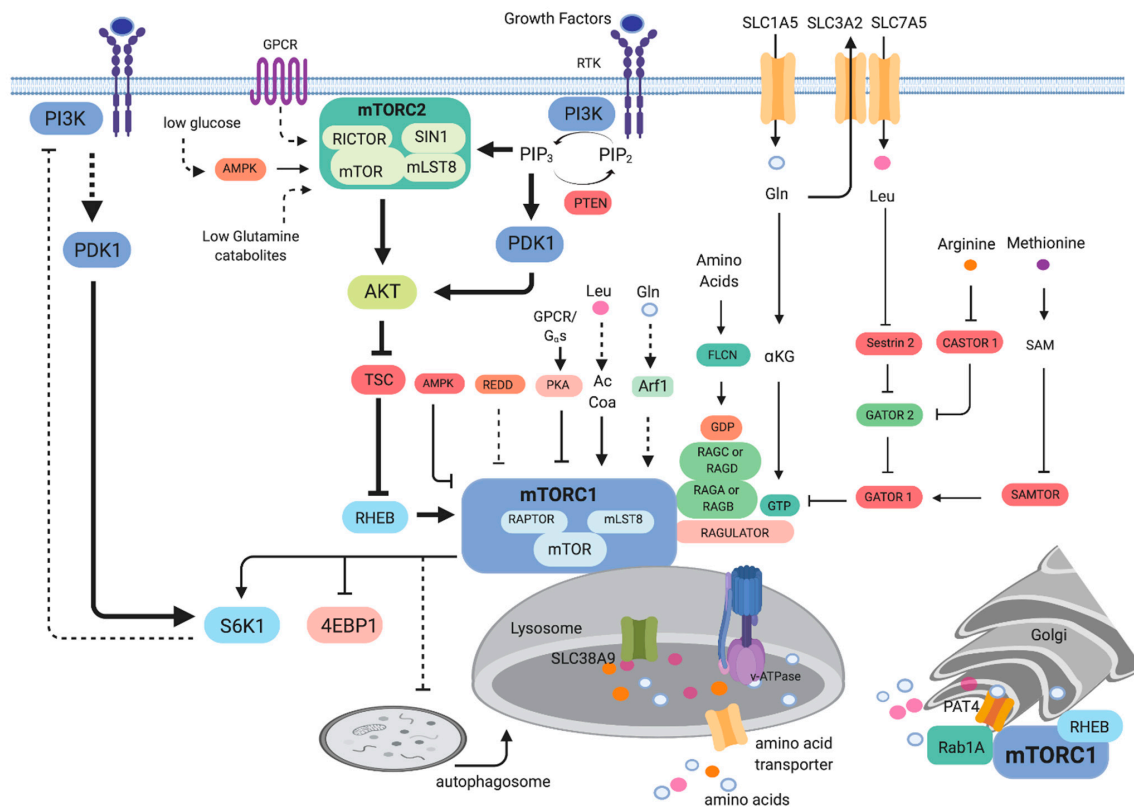 Growth Factors
SLC1A5
SLC3A2
SLC7A5
GPCR
RTK
PI3K
mTORC2
RICTOR
SIN1
mTOR
mLST8
PI3K
low glucose
AMPK
PIP3
PIP2
PTEN
Gln
Leu
Low Glutamine
catabolites
PDK1
PDK1
Arginine
Methionine
Amino
Acids
AKT
Leu
Gln
GPCR/
Gαs
FLCN
αKG
Sestrin 2
CASTOR 1
SAM
TSC
AMPK
REDD
PKA
Ac
Coa
Arf1
GATOR 2
GDP
RAGC or
RAGD
RAGA or
RAGB
GTP
GATOR 1
SAMTOR
RAGULATOR
mTORC1
RAPTOR
mLST8
mTOR
RHEB
S6K1
4EBP1
Lysosome
SLC38A9
v-ATPase
Golgi
PAT4
RHEB
Rab1A
mTORC1
autophagosome
amino acid
transporter
amino acids